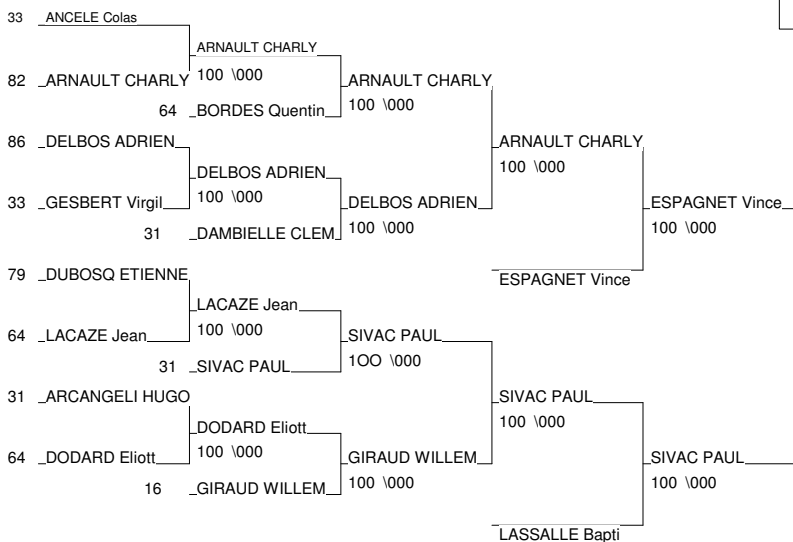 33 ANCELE Colas
ARNAULT CHARLY
82 ARNAULT CHARLY 100 \000 ARNAULT CHARLY
64 BORDES Quentin 100 \000
86 DELBOS ADRIEN ARNAULT CHARLY
DELBOS ADRIEN 100 \000
33 GESBERT Virgil 100 \000 DELBOS ADRIEN ESPAGNET Vince
31 DAMBIELLE CLEM 100 \000 100 \000
79 DUBOSQ ETIENNE ESPAGNET Vince
LACAZE Jean
64 LACAZE Jean 100 \000 SIVAC PAUL
31 SIVAC PAUL 1OO \000
31 ARCANGELI HUGO SIVAC PAUL
DODARD Eliott 100 \000
64 DODARD Eliott 100 \000 GIRAUD WILLEM SIVAC PAUL
16 GIRAUD WILLEM 100 \000 100 \000
LASSALLE Bapti